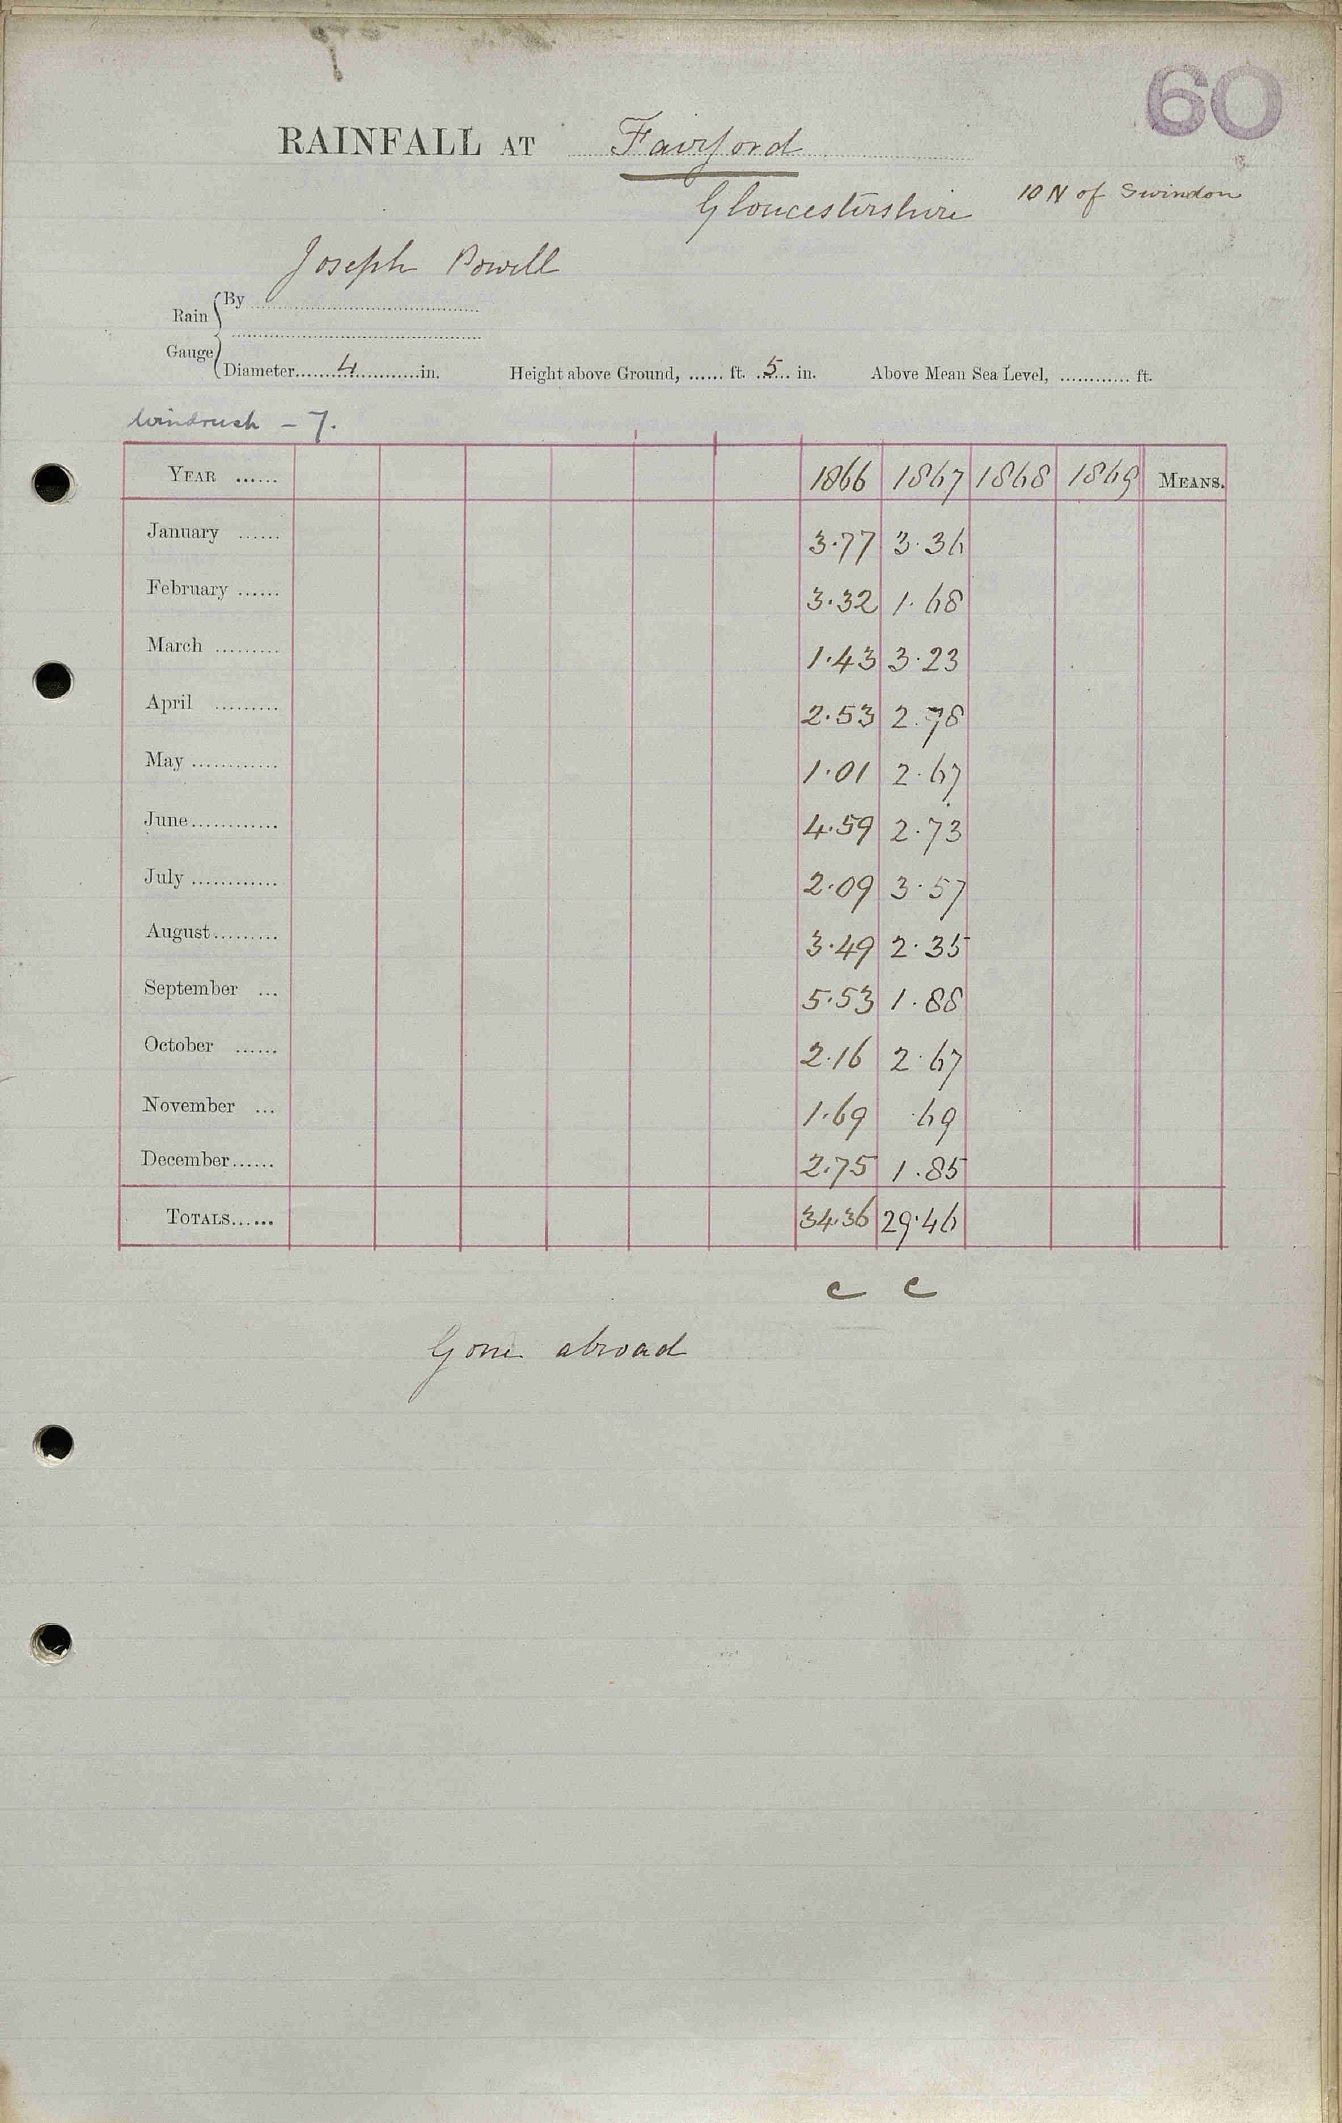 60
RAINFALL AT Fairford
Gloucestershire 10 N of Swindon
Joseph Powell
Rain Gauge { By
Diameter 4 in. Height above Ground, ...... ft. 5 in. Above Mean Sea Level, ............ ft.
Windrush – 7.
YEAR ...... 1866 1867 1868 1869 MEANS.
January ...... 3.77 3.36
February ...... 3.32 1.68
March ......... 1.43 3.23
April ......... 2.53 2.78
May ............ 1.01 2.67
June............ 4.59 2.73
July ............ 2.09 3.57
August......... 3.49 2.35
September ... 5.53 1.88
October ...... 2.16 2.67
November ... 1.69 .69
December...... 2.75 1.85
TOTALS...... 34.36 29.46
c c
Gone abroad